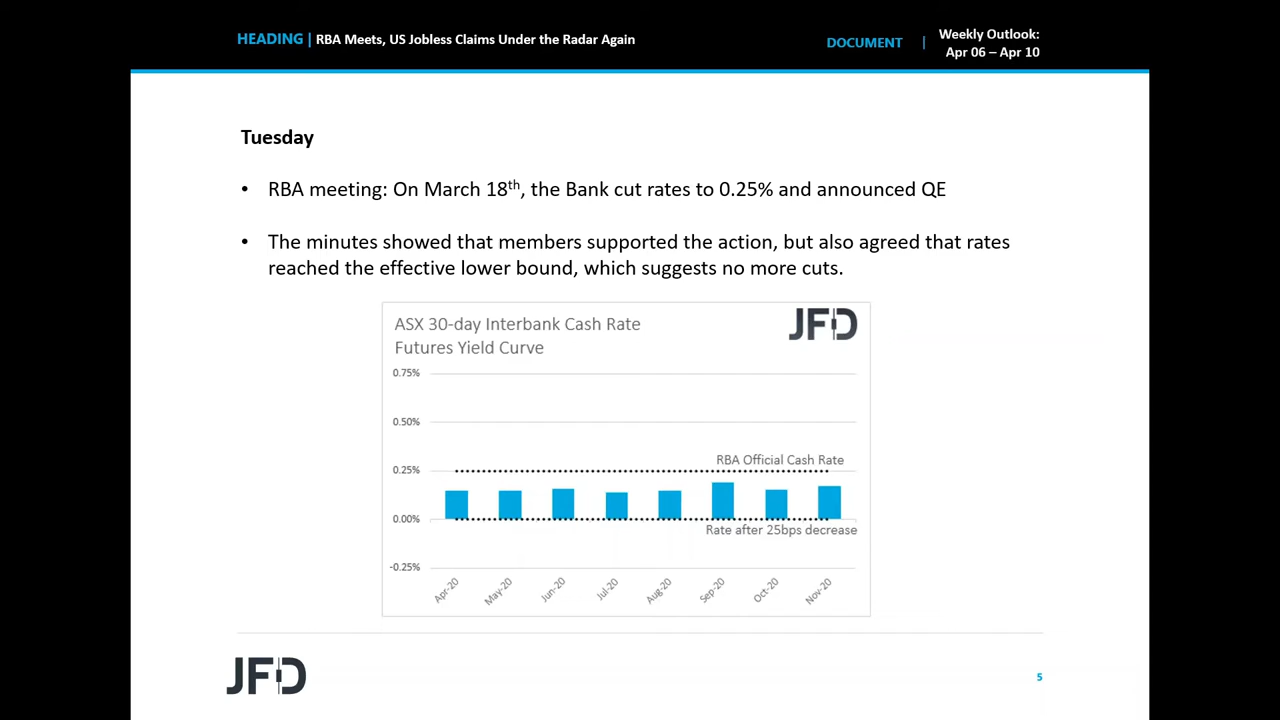 HEADING | RBA Meets, US Jobless Claims Under the Radar Again
DOCUMENT | Weekly Outlook:
Apr 06 – Apr 10
Tuesday
• RBA meeting: On March 18th, the Bank cut rates to 0.25% and announced QE
• The minutes showed that members supported the action, but also agreed that rates
reached the effective lower bound, which suggests no more cuts.
ASX 30-day Interbank Cash Rate
Futures Yield Curve
JFD
0.75%
0.50%
RBA Official Cash Rate
0.25%
0.00%
Rate after 25bps decrease
-0.25%
Apr-20 May-20 Jun-20 Jul-20 Aug-20 Sep-20 Oct-20 Nov-20
JFD
5